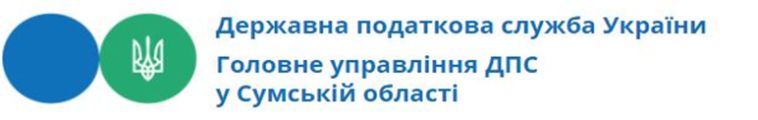 Державна податкова служба України
Головне управління ДПС
у Сумській області